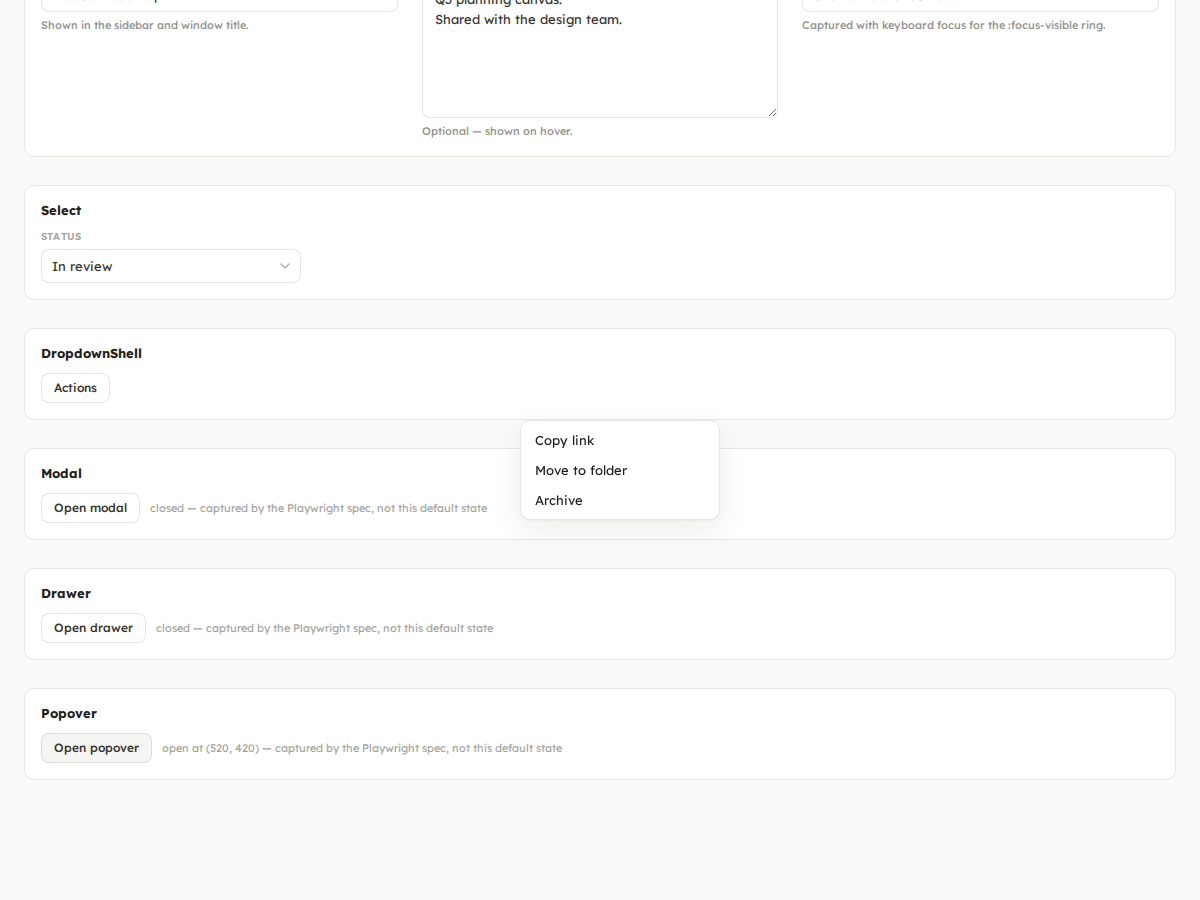 Q3 planning canvas.
Shared with the design team.
Shown in the sidebar and window title.
Captured with keyboard focus for the :focus-visible ring.
Optional — shown on hover.
Select
STATUS
In review
DropdownShell
Actions
Copy link
Move to folder
Archive
Modal
Open modal
closed — captured by the Playwright spec, not this default state
Drawer
Open drawer
closed — captured by the Playwright spec, not this default state
Popover
Open popover
open at (520, 420) — captured by the Playwright spec, not this default state